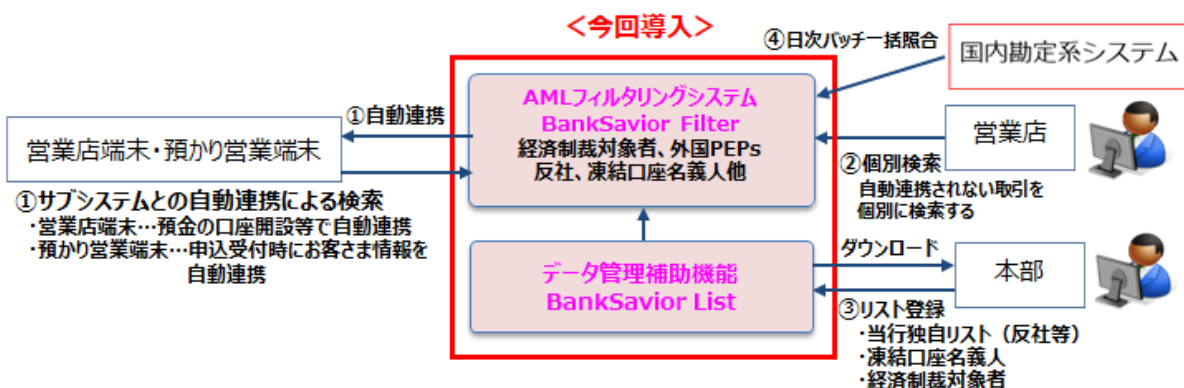 ＜今回導入＞
④日次バッチ一括照合
国内勘定系システム
AMLフィルタリングシステム
BankSavior Filter
経済制裁対象者、外国PEPs
反社、凍結口座名義人他
①自動連携
営業店端末・預かり営業端末
①サブシステムとの自動連携による検索
・営業店端末…預金の口座開設等で自動連携
・預かり営業端末…申込受付時にお客さま情報を
自動連携
営業店
②個別検索
自動連携されない取引を
個別に検索する
データ管理補助機能
BankSavior List
ダウンロード
本部
③リスト登録
・当行独自リスト（反社等）
・凍結口座名義人
・経済制裁対象者